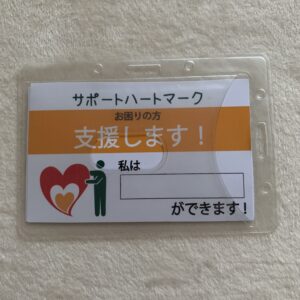 サポートハートマーク
お困りの方
支援します！
私は
ができます！